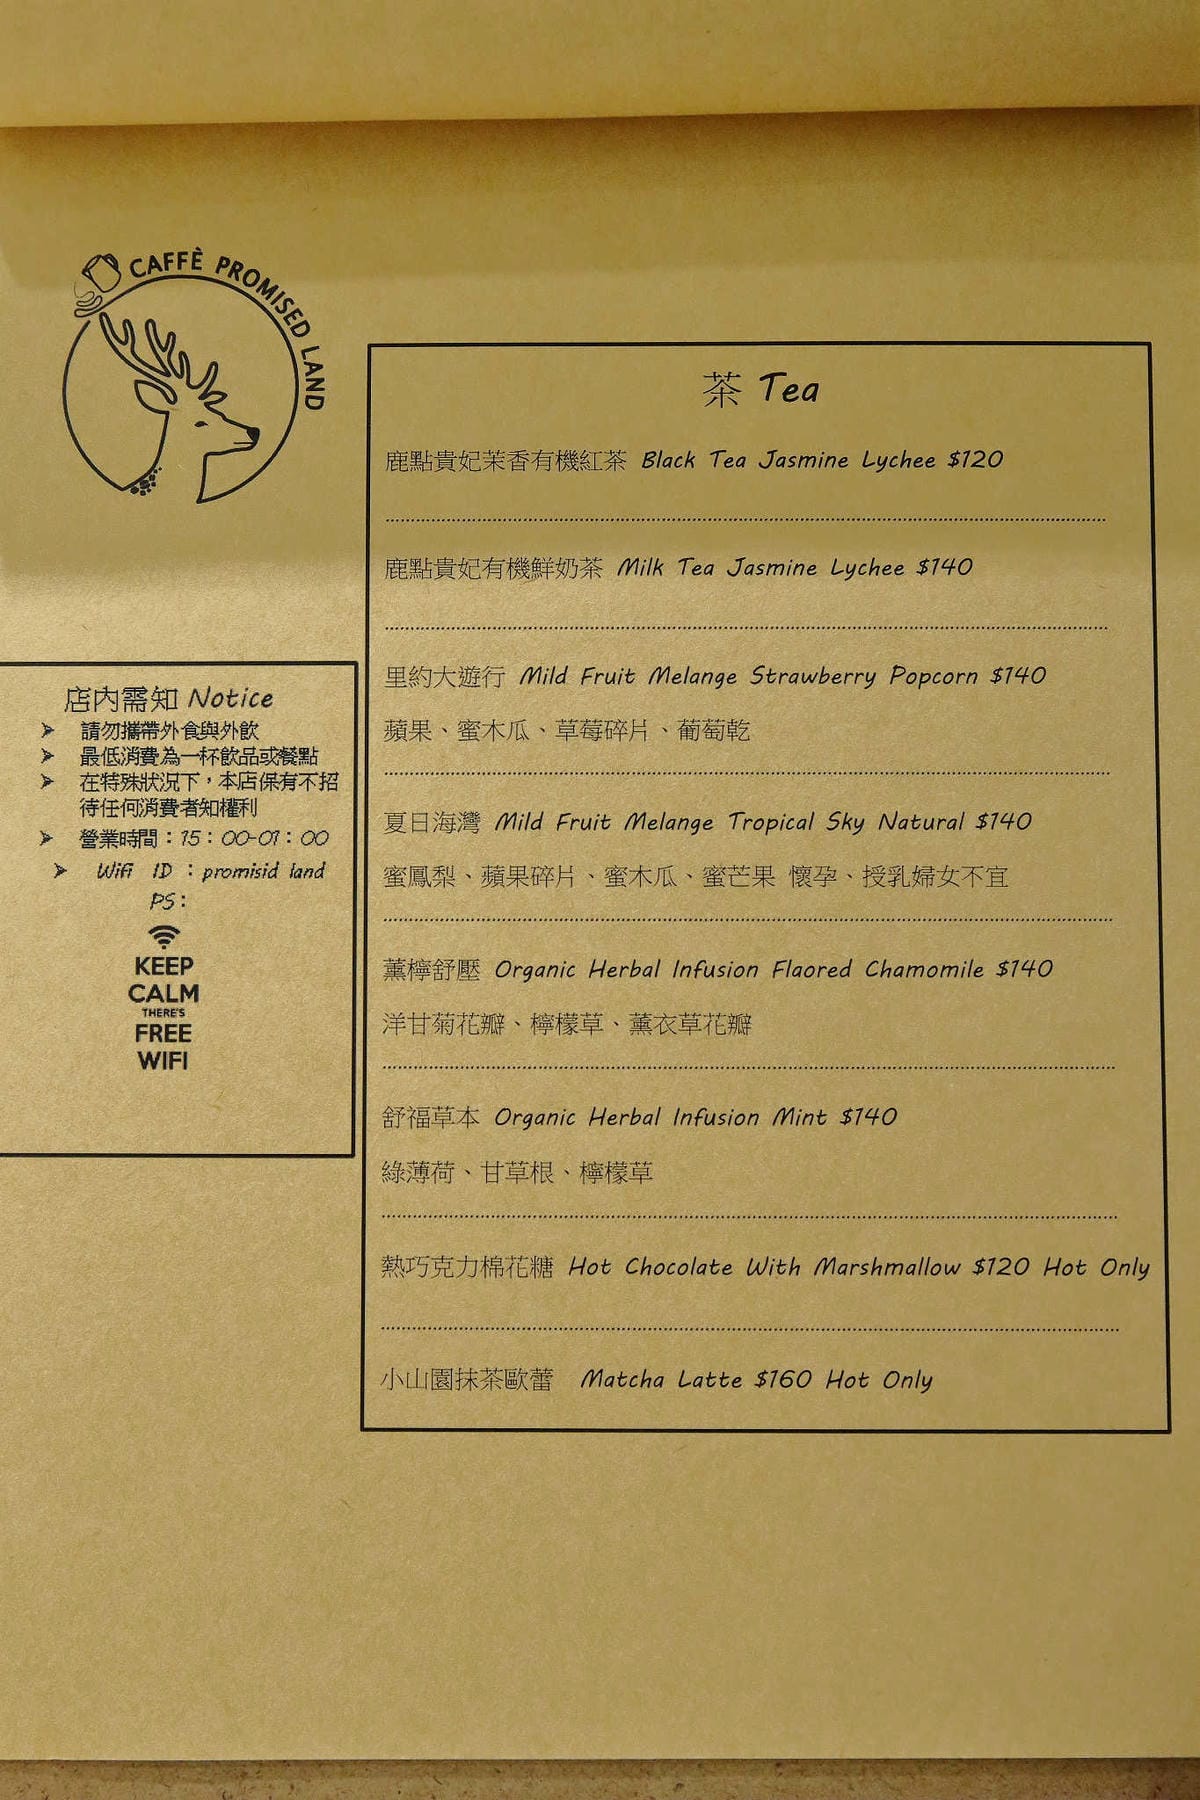 CAFFÈ PROMISED LAND
茶 Tea
鹿點貴妃茉香有機紅茶 Black Tea Jasmine Lychee $120
鹿點貴妃有機鮮奶茶 Milk Tea Jasmine Lychee $140
里約大遊行 Mild Fruit Melange Strawberry Popcorn $140
蘋果、蜜木瓜、草莓碎片、葡萄乾
夏日海灣 Mild Fruit Melange Tropical Sky Natural $140
蜜鳳梨、蘋果碎片、蜜木瓜、蜜芒果 懷孕、授乳婦女不宜
薰檸舒壓 Organic Herbal Infusion Flaored Chamomile $140
洋甘菊花瓣、檸檬草、薰衣草花瓣
舒福草本 Organic Herbal Infusion Mint $140
綠薄荷、甘草根、檸檬草
熱巧克力棉花糖 Hot Chocolate With Marshmallow $120 Hot Only
小山園抹茶歐蕾 Matcha Latte $160 Hot Only
店內需知 Notice
➤ 請勿攜帶外食與外飲
➤ 最低消費為一杯飲品或餐點
➤ 在特殊狀況下，本店保有不招
待任何消費者知權利
➤ 營業時間：15：00-01：00
➤ Wifi ID：promisid land
PS：
KEEP
CALM
THERE'S
FREE
WIFI